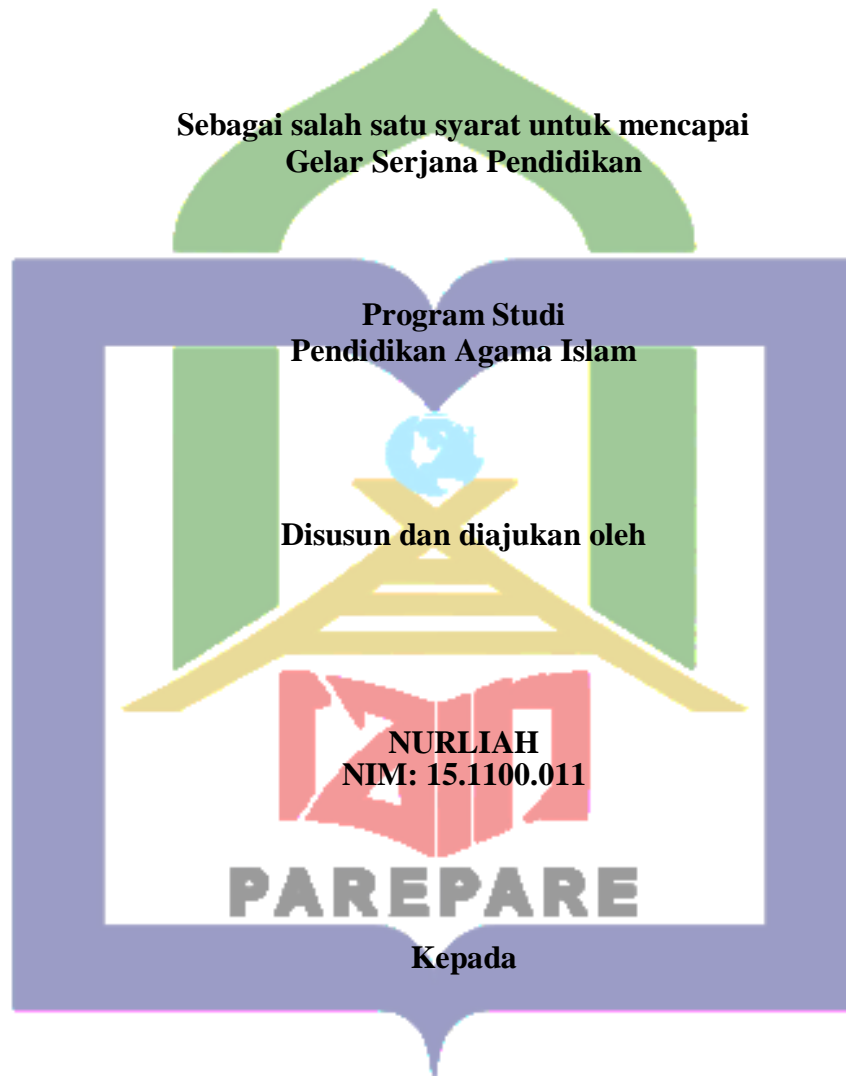 Sebagai salah satu syarat untuk mencapai
Gelar Serjana Pendidikan
Program Studi
Pendidikan Agama Islam
Disusun dan diajukan oleh
iain
NURLIAH
NIM: 15.1100.011
PAREPARE
Kepada